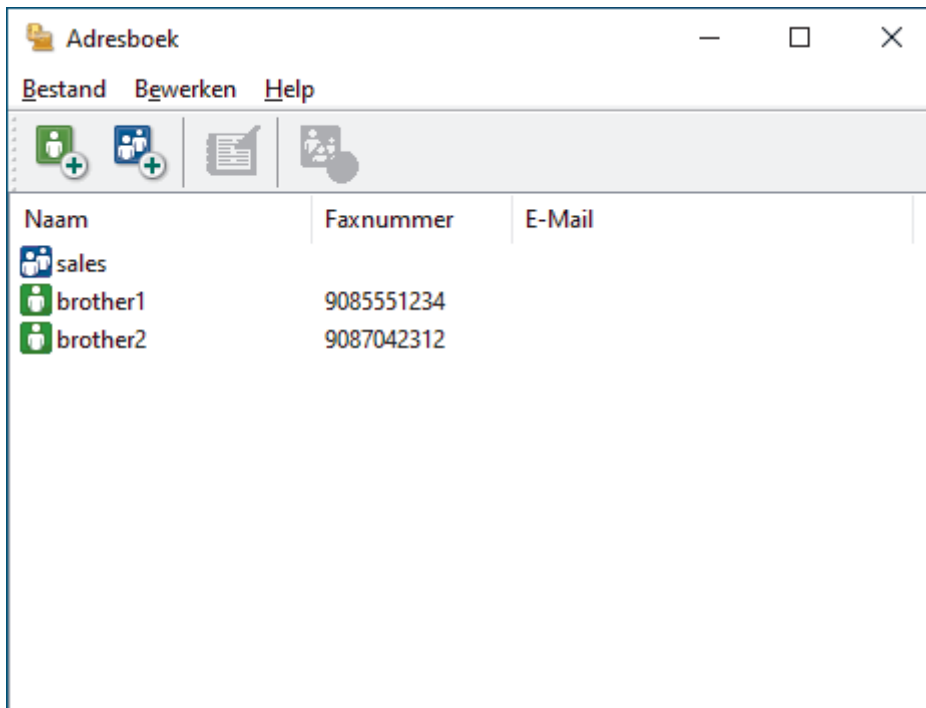 Adresboek
Bestand Bewerken Help
Naam Faxnummer E-Mail
sales
brother1 9085551234
brother2 9087042312